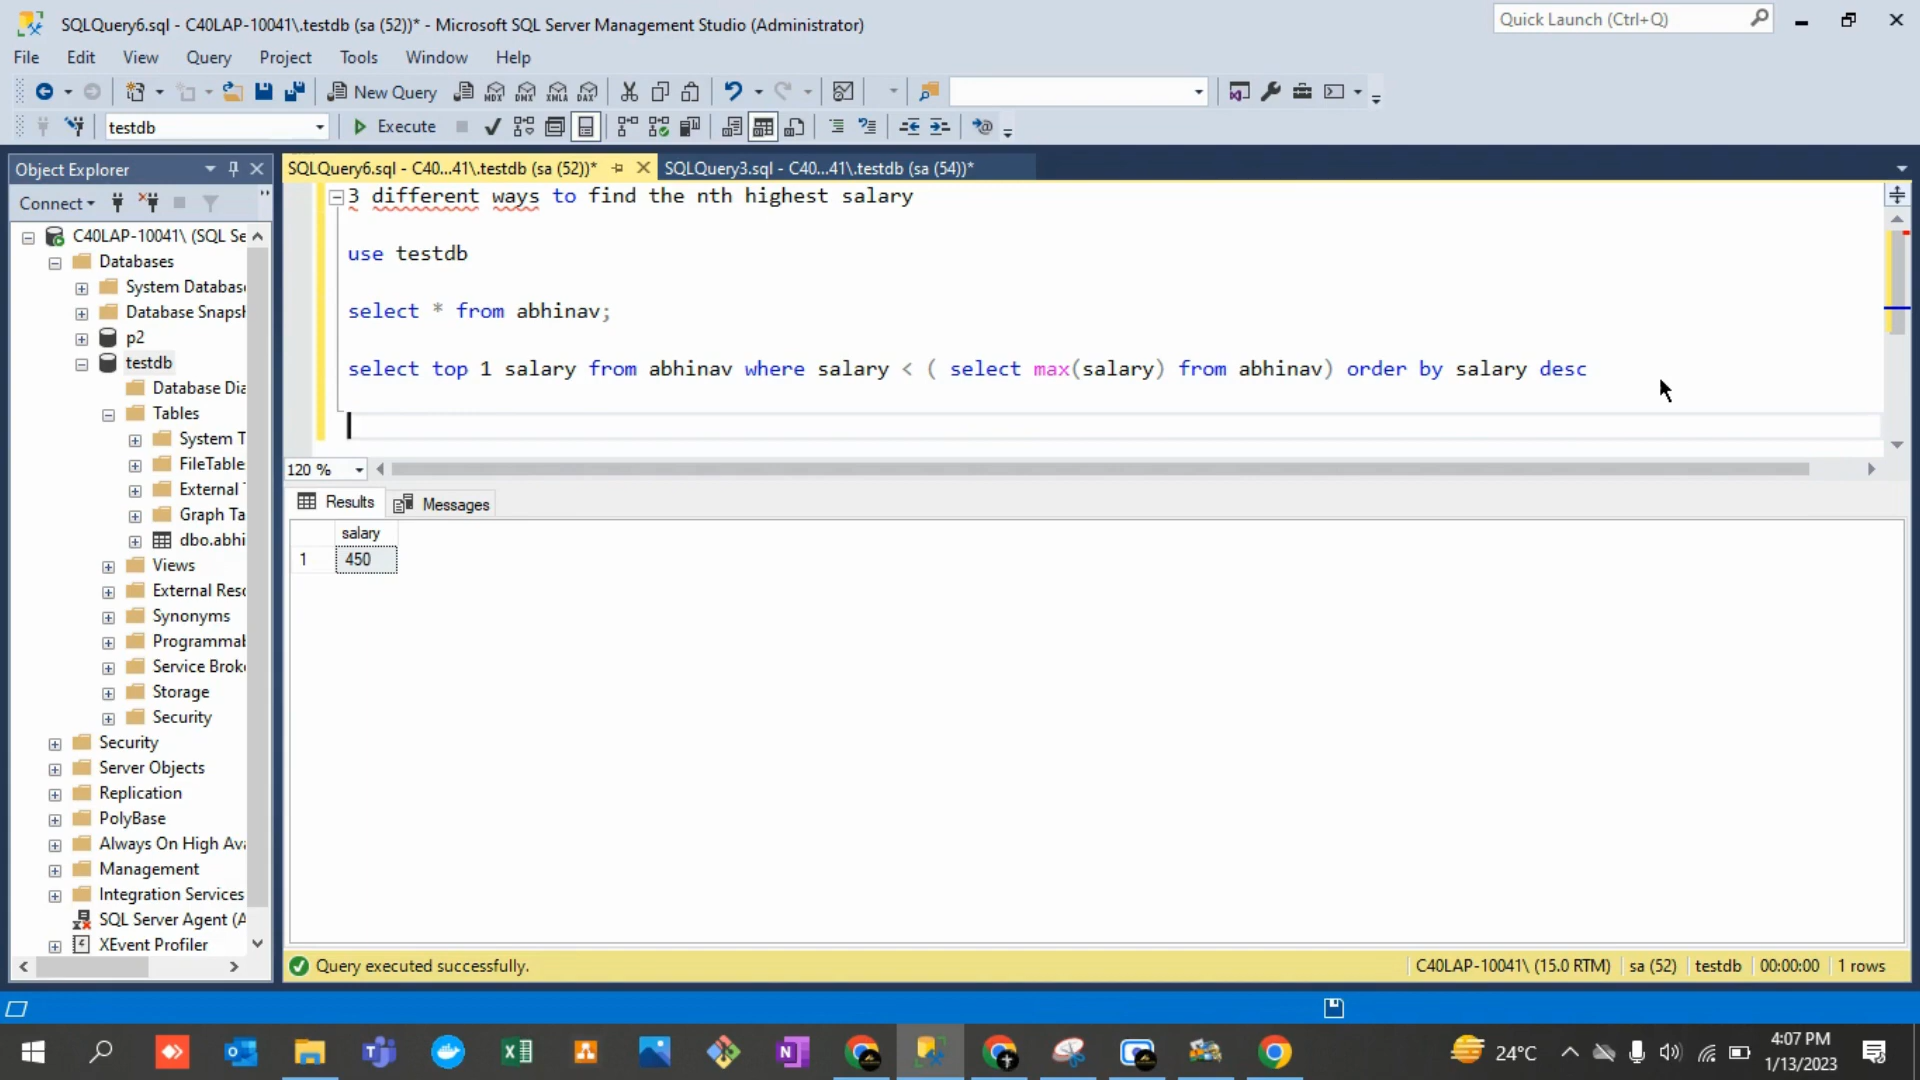 SQLQuery6.sql - C40LAP-10041\.testdb (sa (52))* - Microsoft SQL Server Management Studio (Administrator)
Quick Launch (Ctrl+Q)
File Edit View Query Project Tools Window Help
New Query
testdb
Execute
Object Explorer
SQLQuery6.sql - C40...41\.testdb (sa (52))*
SQLQuery3.sql - C40...41\.testdb (sa (54))*
Connect
C40LAP-10041\ (SQL Se
Databases
System Database
Database Snapsh
p2
testdb
Database Dia
Tables
System T
FileTable
External T
Graph Ta
dbo.abhi
Views
External Reso
Synonyms
Programmab
Service Broke
Storage
Security
Security
Server Objects
Replication
PolyBase
Always On High Ava
Management
Integration Services
SQL Server Agent (A
XEvent Profiler
3 different ways to find the nth highest salary
use testdb
select * from abhinav;
select top 1 salary from abhinav where salary < ( select max(salary) from abhinav) order by salary desc
120 %
Results
Messages
salary
1 450
Query executed successfully.
C40LAP-10041\ (15.0 RTM) sa (52) testdb 00:00:00 1 rows
24°C
4:07 PM
1/13/2023